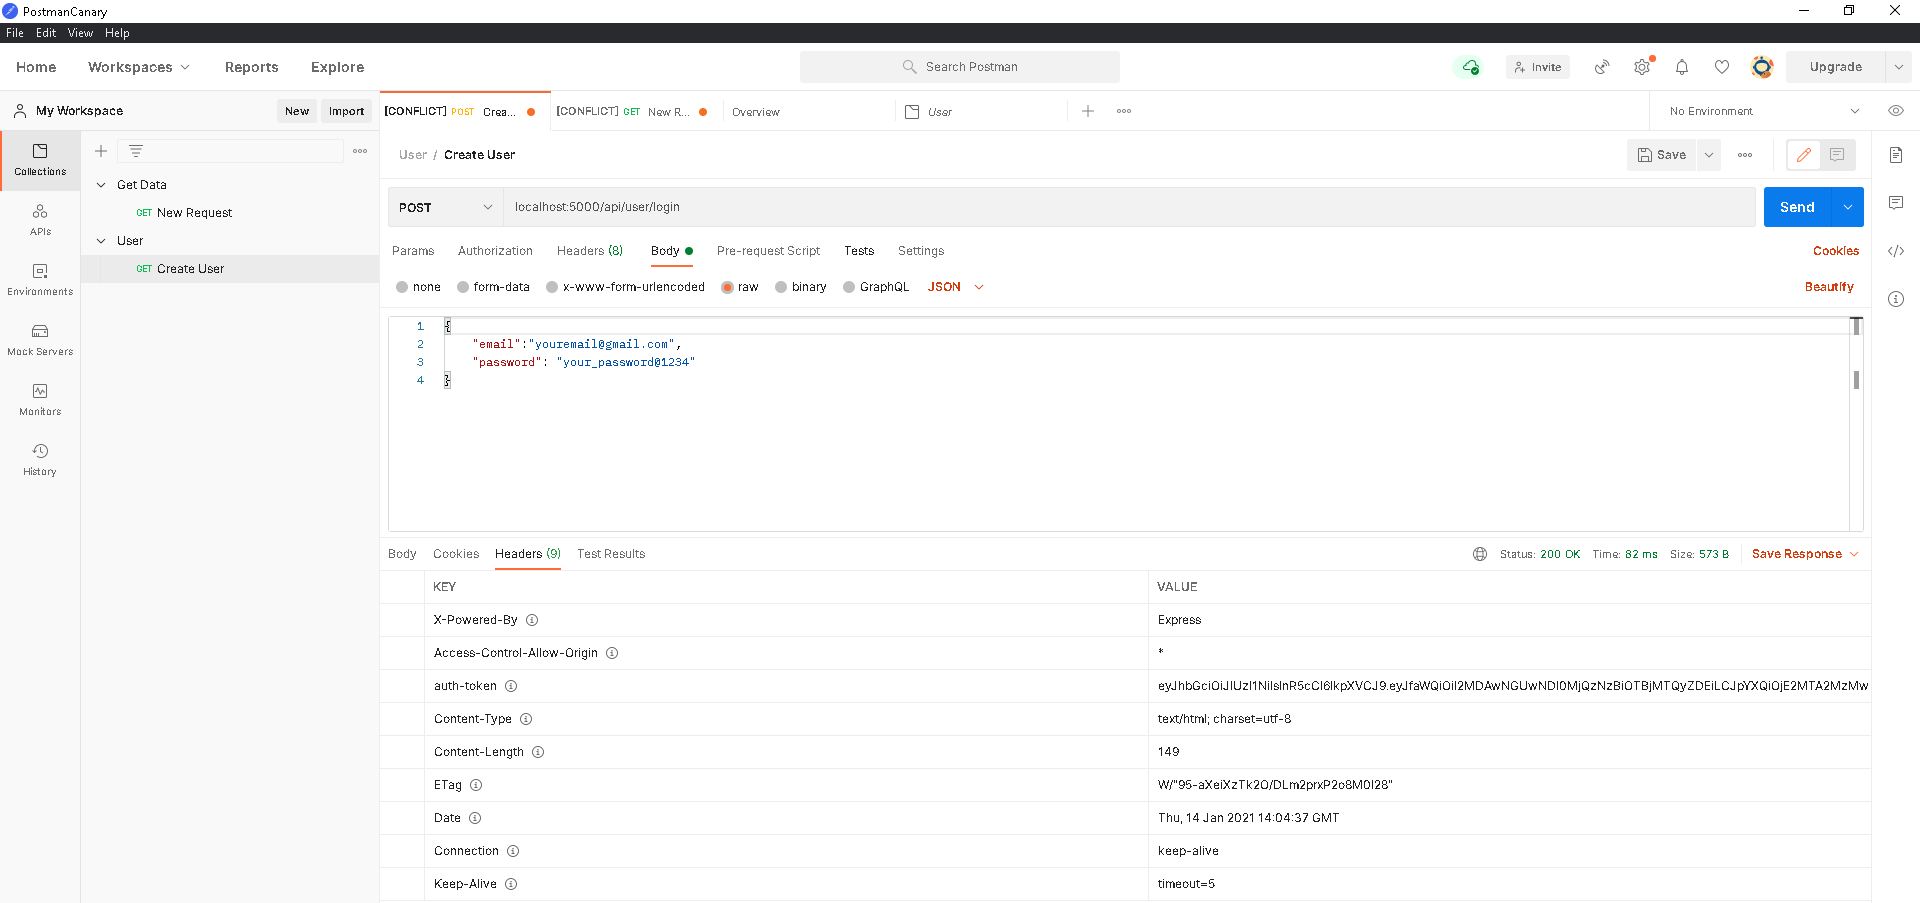 PostmanCanary
File Edit View Help
Home Workspaces Reports Explore Search Postman Invite Upgrade
My Workspace New Import [CONFLICT] POST Crea... [CONFLICT] GET New R... Overview User No Environment
User / Create User Save
Collections
APIs
Environments
Mock Servers
Monitors
History
Get Data
GET New Request
User
GET Create User
POST localhost:5000/api/user/login Send
Params Authorization Headers (8) Body Pre-request Script Tests Settings Cookies
none form-data x-www-form-urlencoded raw binary GraphQL JSON Beautify
1 {
2 "email":"youremail@gmail.com",
3 "password": "your_password@1234"
4 }
Body Cookies Headers (9) Test Results Status: 200 OK Time: 82 ms Size: 573 B Save Response
KEY VALUE
X-Powered-By Express
Access-Control-Allow-Origin *
auth-token
Content-Type text/html; charset=utf-8
Content-Length 149
ETag
Date Thu, 14 Jan 2021 14:04:37 GMT
Connection keep-alive
Keep-Alive timeout=5